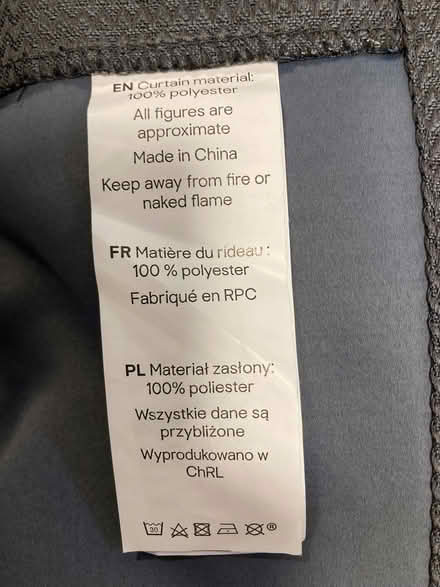 EN Curtain material:
100% polyester
All figures are
approximate
Made in China
Keep away from fire or
naked flame
FR Matière du rideau :
100 % polyester
Fabriqué en RPC
PL Materiał zasłony:
100% poliester
Wszystkie dane są
przybliżone
Wyprodukowano w
ChRL
30 ®